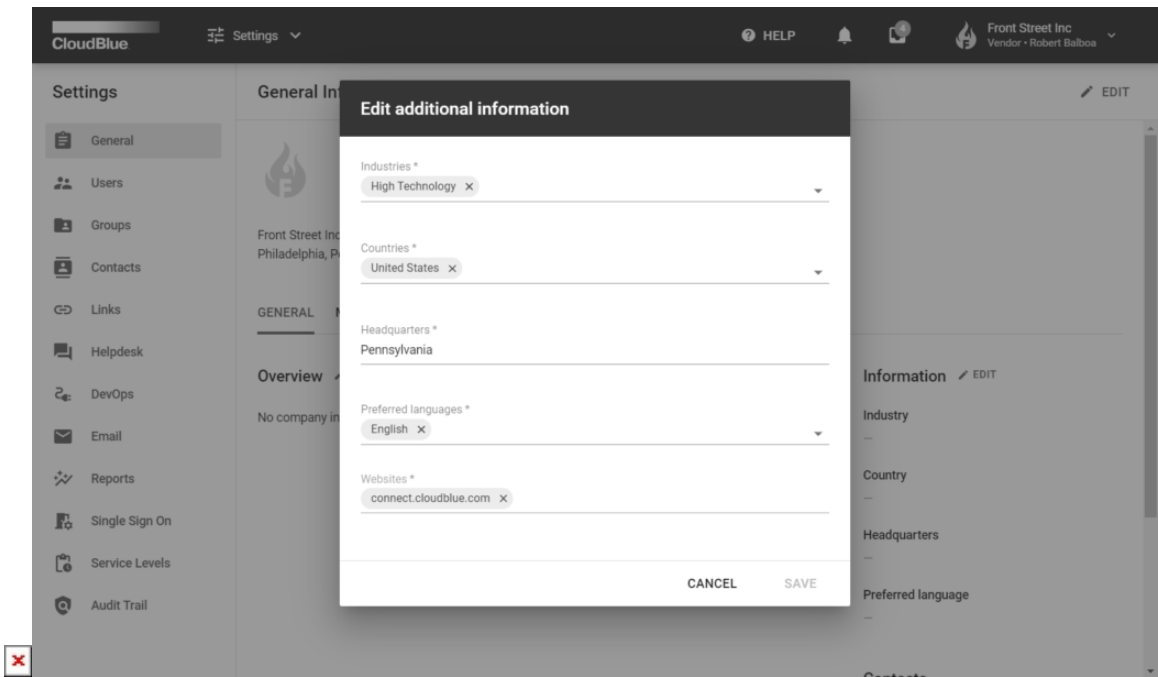 CloudBlue
Settings
HELP
4
Front Street Inc
Vendor • Robert Balboa
Settings
General
Users
Groups
Contacts
Links
Helpdesk
DevOps
Email
Reports
Single Sign On
Service Levels
Audit Trail
General In
EDIT
Front Street Inc
Philadelphia, P
GENERAL
Overview
No company in
Edit additional information
Industries *
High Technology ×
Countries *
United States ×
Headquarters *
Pennsylvania
Preferred languages *
English ×
Websites *
connect.cloudblue.com ×
CANCEL SAVE
Information EDIT
Industry
—
Country
—
Headquarters
—
Preferred language
—